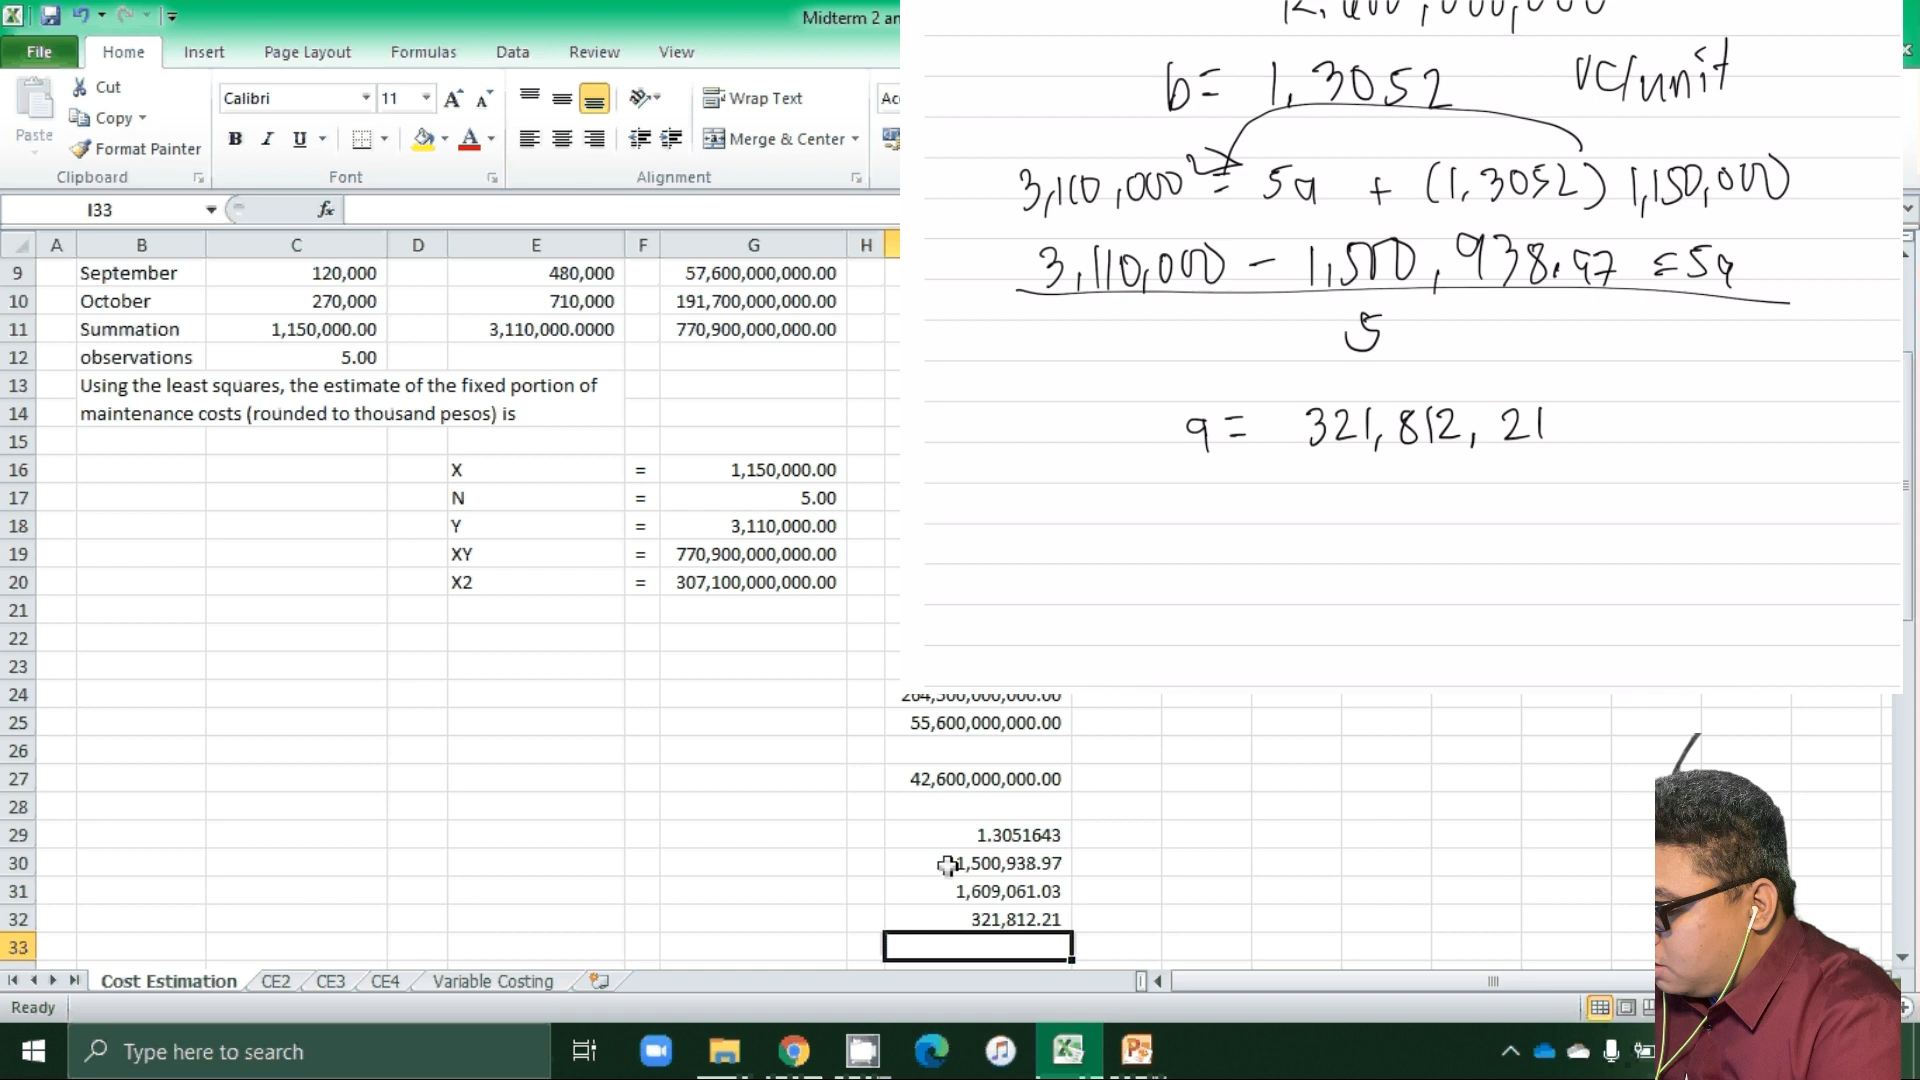 Midterm 2 an
File Home Insert Page Layout Formulas Data Review View
Paste
Cut
Copy
Format Painter
Calibri 11
B I U A
Wrap Text
Merge & Center
Ac
Clipboard Font Alignment
I33 fx
A B C D E F G H
9 September 120,000 480,000 57,600,000,000.00
10 October 270,000 710,000 191,700,000,000.00
11 Summation 1,150,000.00 3,110,000.0000 770,900,000,000.00
12 observations 5.00
13 Using the least squares, the estimate of the fixed portion of
14 maintenance costs (rounded to thousand pesos) is
15
16 X = 1,150,000.00
17 N = 5.00
18 Y = 3,110,000.00
19 XY = 770,900,000,000.00
20 X2 = 307,100,000,000.00
21
22
23
24 264,500,000,000.00
25 55,600,000,000.00
26
27 42,600,000,000.00
28
29 1.3051643
30 1,500,938.97
31 1,609,061.03
32 321,812.21
33
b= 1.3052 VC/unit
3,110,000 = 5a + (1.3052) 1,150,000)
3,110,000 - 1,500,938.97 = 5a
5
a = 321,812.21
Cost Estimation CE2 CE3 CE4 Variable Costing
Ready
Type here to search